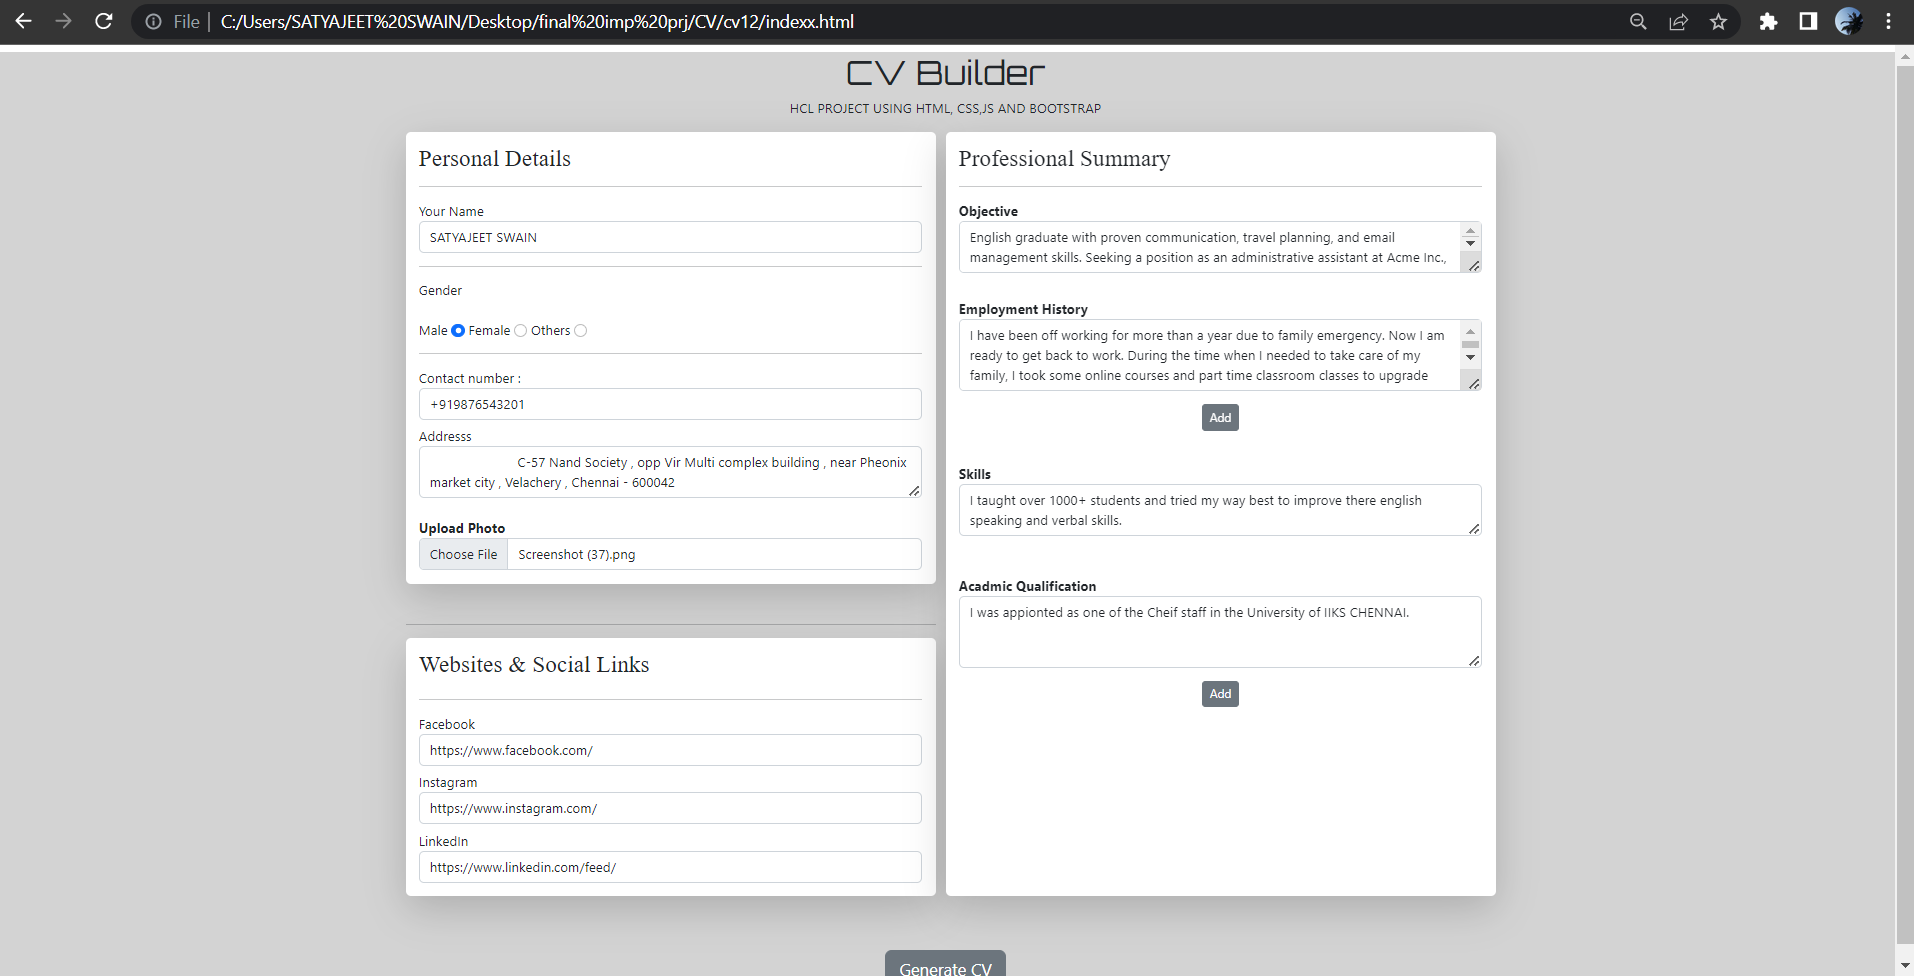 File | C:/Users/SATYAJEET%20SWAIN/Desktop/final%20imp%20prj/CV/cv12/indexx.html
CV Builder
HCL PROJECT USING HTML, CSS,JS AND BOOTSTRAP
Personal Details
Your Name
SATYAJEET SWAIN
Gender
Male Female Others
Contact number :
+919876543201
Addresss
C-57 Nand Society , opp Vir Multi complex building , near Pheonix
market city , Velachery , Chennai - 600042
Upload Photo
Choose File Screenshot (37).png
Websites & Social Links
Facebook
https://www.facebook.com/
Instagram
https://www.instagram.com/
LinkedIn
https://www.linkedin.com/feed/
Professional Summary
Objective
English graduate with proven communication, travel planning, and email
management skills. Seeking a position as an administrative assistant at Acme Inc.,
Employment History
I have been off working for more than a year due to family emergency. Now I am
ready to get back to work. During the time when I needed to take care of my
family, I took some online courses and part time classroom classes to upgrade
Add
Skills
I taught over 1000+ students and tried my way best to improve there english
speaking and verbal skills.
Acadmic Qualification
I was appionted as one of the Cheif staff in the University of IIKS CHENNAI.
Add
Generate CV